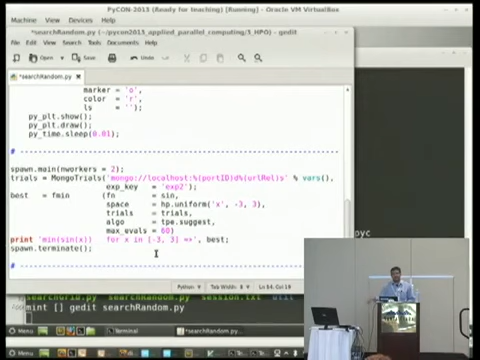 PyCON-2013 (Ready for teaching) [Running] - Oracle VM VirtualBox
Machine View Devices Help
*searchRandom.py (~/pycon2013_applied_parallel_computing/3_HPO) - gedit
File Edit View Search Tools Documents Help
Open Save Undo
*searchRandom.py
marker = 'o',
color = 'r',
ls = '');
py_plt.show();
py_plt.draw();
py_time.sleep(0.01);
# ------------------------------------------------
spawn.main(nworkers = 2);
trials = MongoTrials('mongo://localhost:%(portID)d%(urlRel)s' % vars(),
exp_key = 'exp2');
best = fmin (fn = sin,
space = hp.uniform('x', -3, 3),
trials = trials,
algo = tpe.suggest,
max_evals = 60)
print 'min(sin(x)) for x in [-3, 3] =>', best;
spawn.terminate();
# ------------------------------------------------
Python Tab Width: 8 Ln 54, Col 19
searchRandom.py session.txt
mint [] gedit searchRandom.py
Menu Terminal *searchRandom.py
Menu